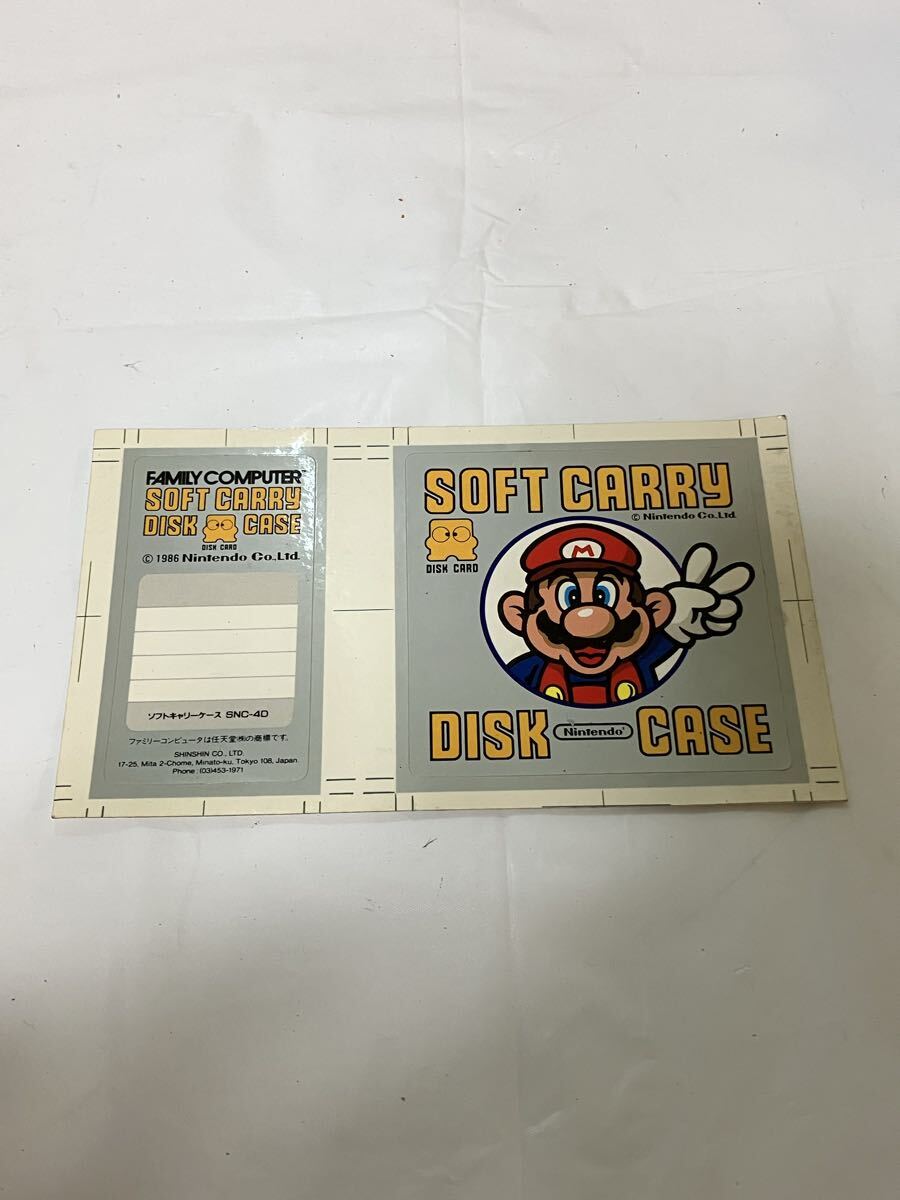 FAMILY COMPUTER™
SOFT CARRY
DISK CASE
DISK CARD
© 1986 Nintendo Co., Ltd.
ソフトキャリーケース SNC-4D
ファミリーコンピュータは任天堂㈱の商標です。
SHINSHIN CO., LTD.
17-25, Mita 2-Chome, Minato-ku, Tokyo 108, Japan
Phone: (03)453-1971
SOFT CARRY
© Nintendo Co., Ltd.
DISK CARD
M
DISK Nintendo® CASE